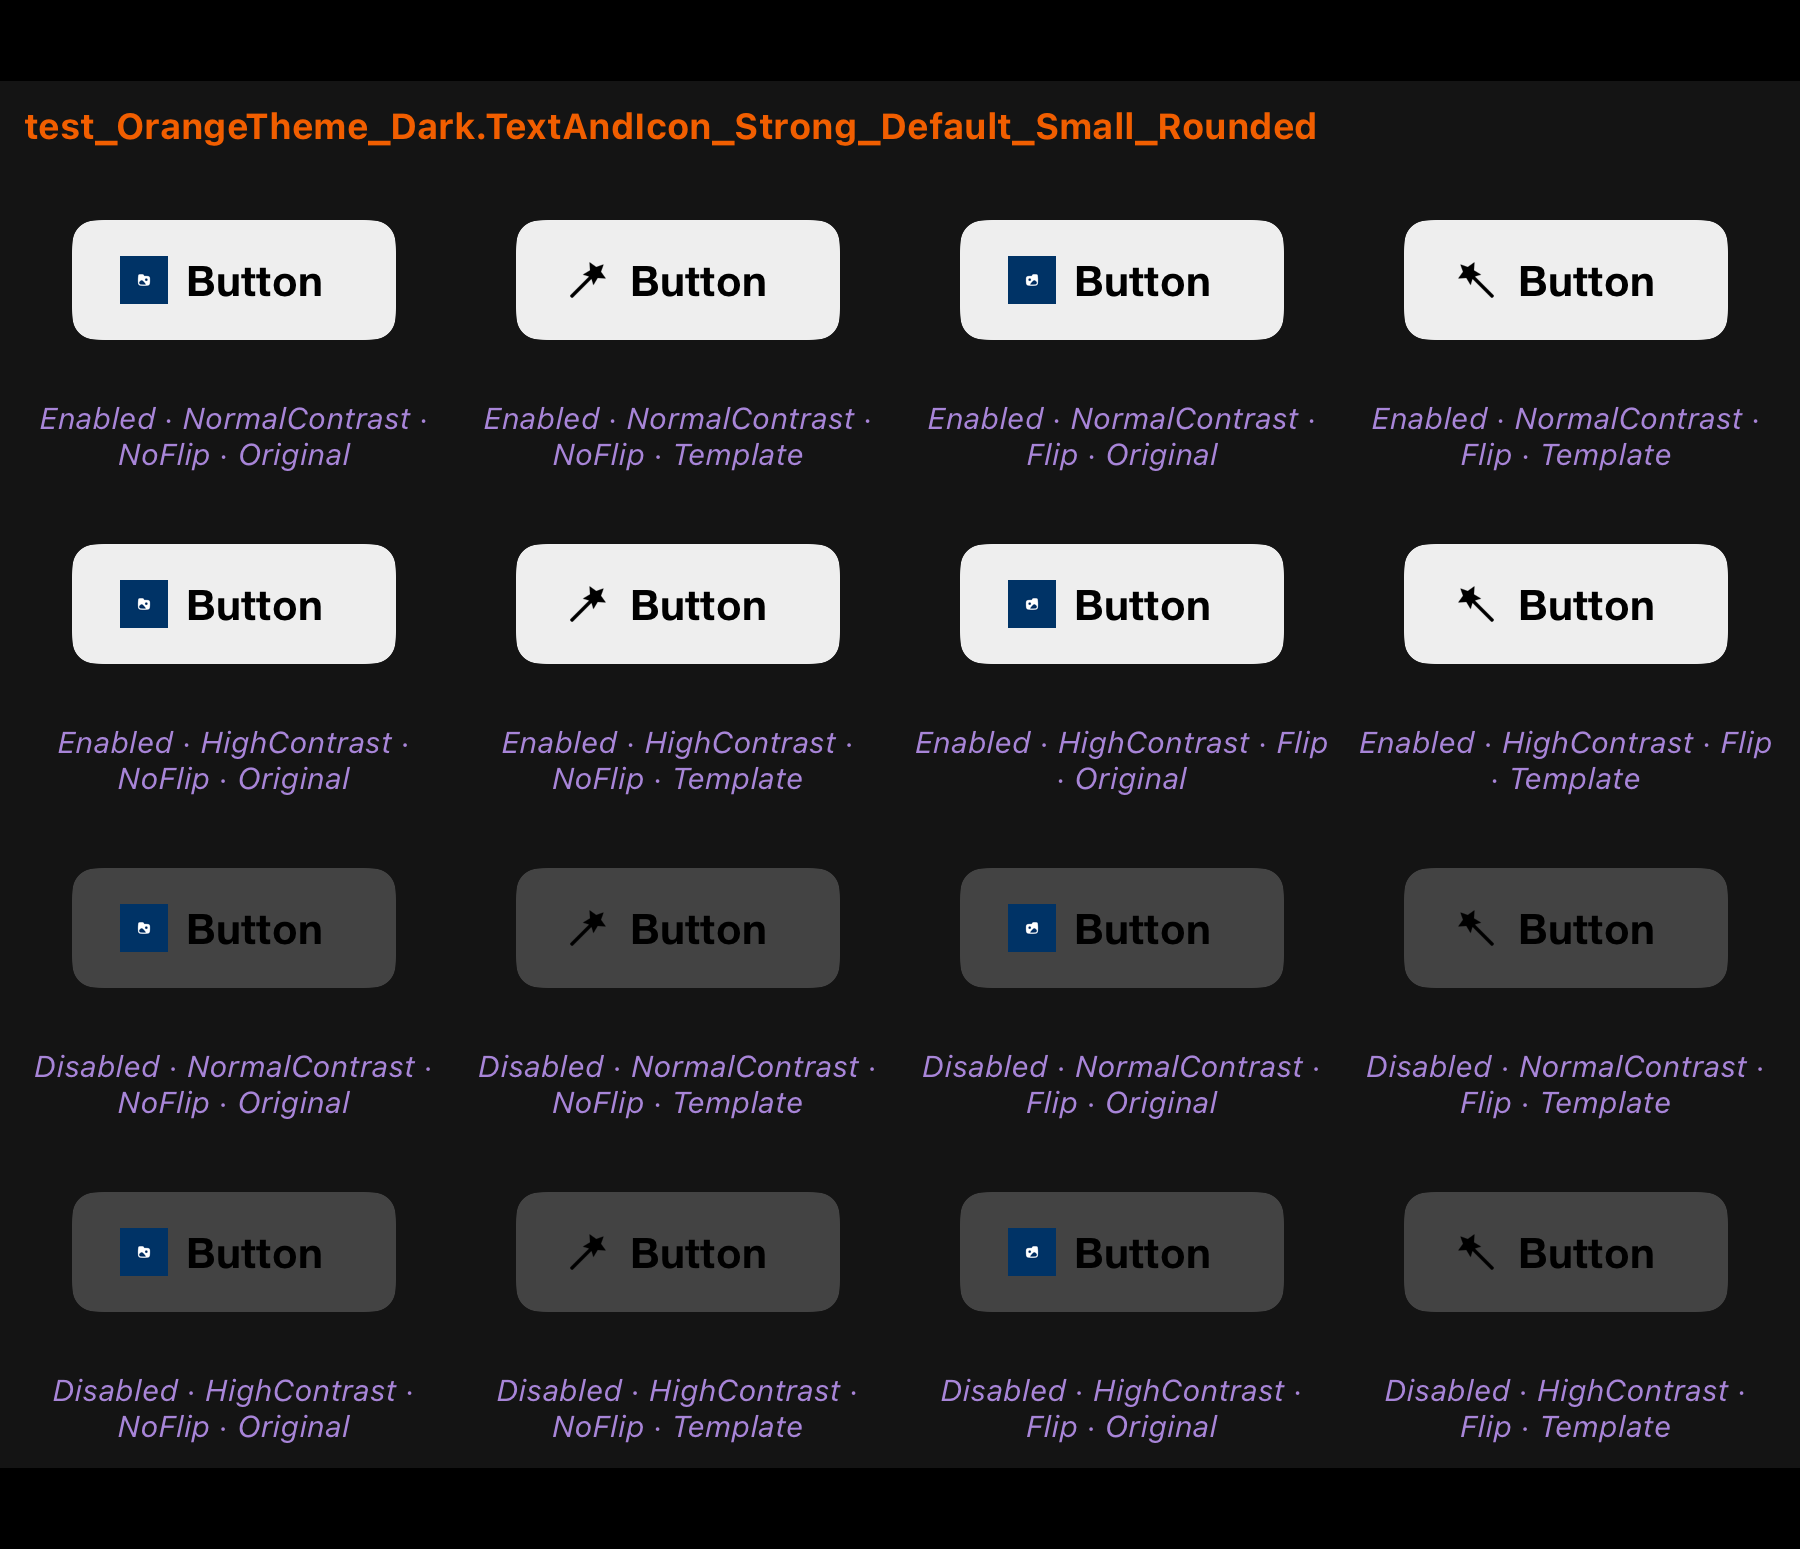 test_OrangeTheme_Dark.TextAndIcon_Strong_Default_Small_Rounded
Button
Button
Button
Button
Enabled · NormalContrast ·
NoFlip · Original
Enabled · NormalContrast ·
NoFlip · Template
Enabled · NormalContrast ·
Flip · Original
Enabled · NormalContrast ·
Flip · Template
Button
Button
Button
Button
Enabled · HighContrast ·
NoFlip · Original
Enabled · HighContrast ·
NoFlip · Template
Enabled · HighContrast · Flip
· Original
Enabled · HighContrast · Flip
· Template
Button
Button
Button
Button
Disabled · NormalContrast ·
NoFlip · Original
Disabled · NormalContrast ·
NoFlip · Template
Disabled · NormalContrast ·
Flip · Original
Disabled · NormalContrast ·
Flip · Template
Button
Button
Button
Button
Disabled · HighContrast ·
NoFlip · Original
Disabled · HighContrast ·
NoFlip · Template
Disabled · HighContrast ·
Flip · Original
Disabled · HighContrast ·
Flip · Template